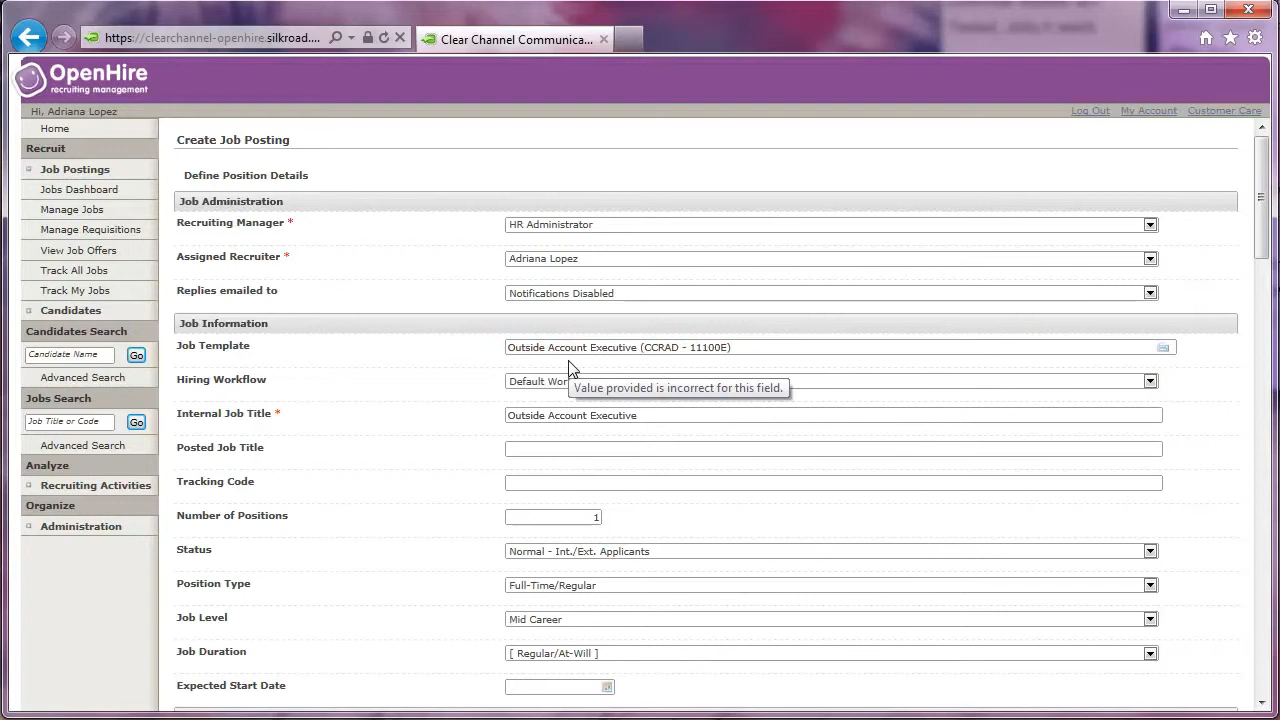 https://clearchannel-openhire.silkroad....
Clear Channel Communica...
OpenHire
recruiting management
Hi, Adriana Lopez
Log Out My Account Customer Care
Home
Recruit
Job Postings
Jobs Dashboard
Manage Jobs
Manage Requisitions
View Job Offers
Track All Jobs
Track My Jobs
Candidates
Candidates Search
Candidate Name Go
Advanced Search
Jobs Search
Job Title or Code Go
Advanced Search
Analyze
Recruiting Activities
Organize
Administration
Create Job Posting
Define Position Details
Job Administration
Recruiting Manager * HR Administrator
Assigned Recruiter * Adriana Lopez
Replies emailed to Notifications Disabled
Job Information
Job Template Outside Account Executive (CCRAD - 11100E)
Hiring Workflow Default Wor
Value provided is incorrect for this field.
Internal Job Title * Outside Account Executive
Posted Job Title
Tracking Code
Number of Positions 1
Status Normal - Int./Ext. Applicants
Position Type Full-Time/Regular
Job Level Mid Career
Job Duration [ Regular/At-Will ]
Expected Start Date